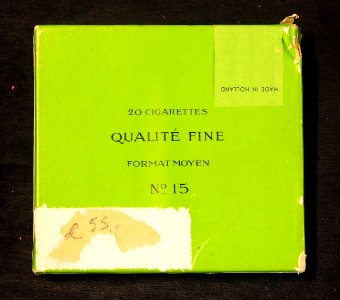 MADE IN HOLLAND
20 CIGARETTES
QUALITÉ FINE
FORMAT MOYEN
Nº 15